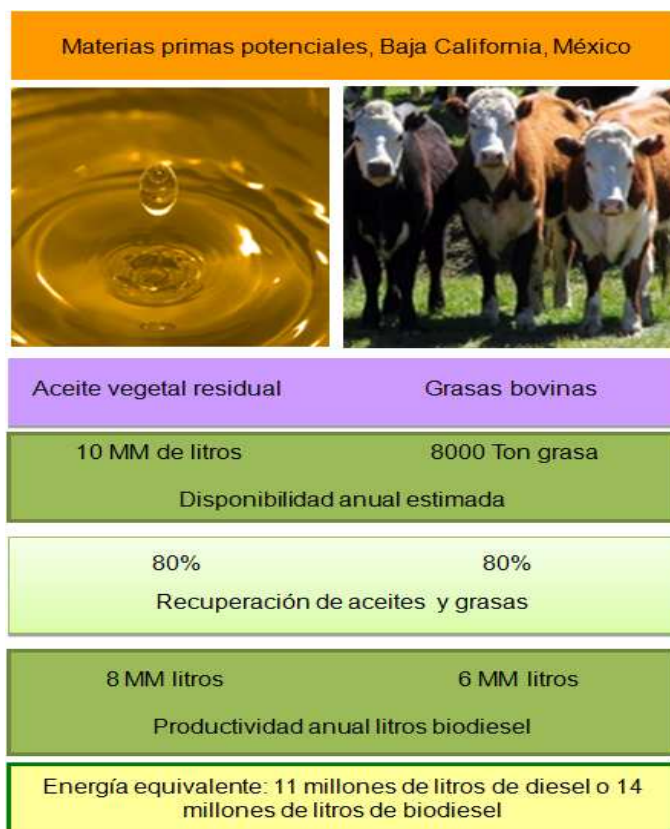 Materias primas potenciales, Baja California, México
Aceite vegetal residual Grasas bovinas
10 MM de litros 8000 Ton grasa
Disponibilidad anual estimada
80% 80%
Recuperación de aceites y grasas
8 MM litros 6 MM litros
Productividad anual litros biodiesel
Energía equivalente: 11 millones de litros de diesel o 14
millones de litros de biodiesel